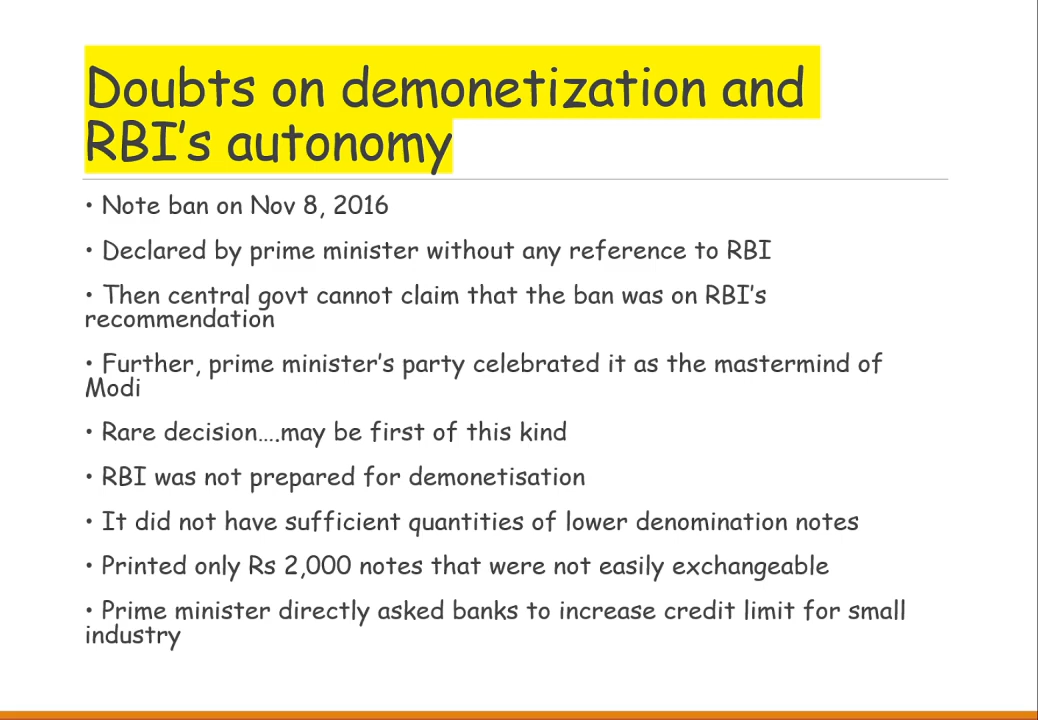 Doubts on demonetization and
RBI's autonomy
• Note ban on Nov 8, 2016
• Declared by prime minister without any reference to RBI
• Then central govt cannot claim that the ban was on RBI's
recommendation
• Further, prime minister's party celebrated it as the mastermind of
Modi
• Rare decision….may be first of this kind
• RBI was not prepared for demonetisation
• It did not have sufficient quantities of lower denomination notes
• Printed only Rs 2,000 notes that were not easily exchangeable
• Prime minister directly asked banks to increase credit limit for small
industry